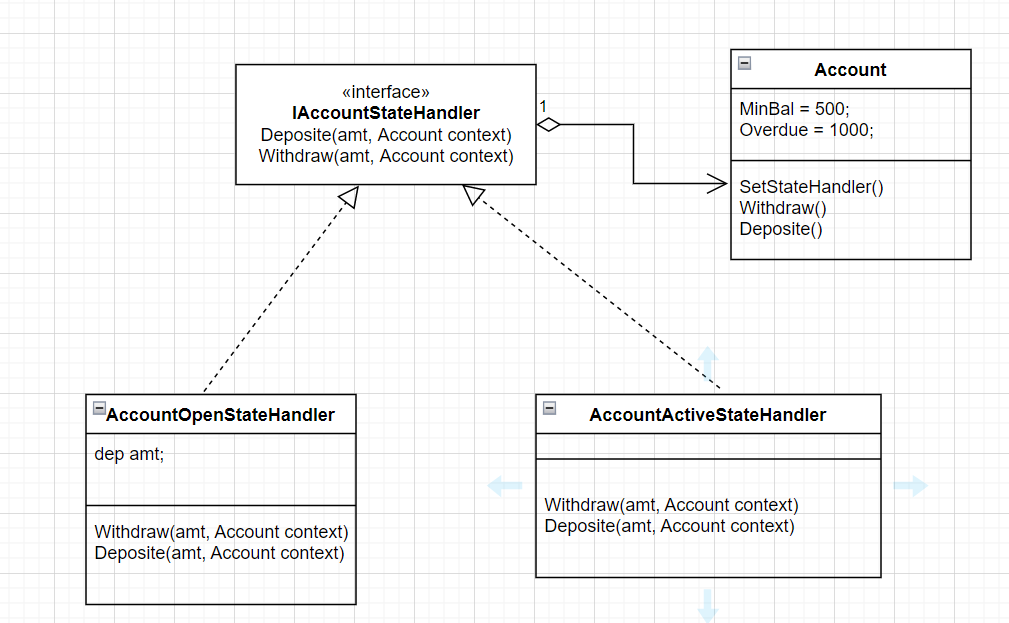 «interface»
IAccountStateHandler
Deposite(amt, Account context)
Withdraw(amt, Account context)
1
Account
MinBal = 500;
Overdue = 1000;
SetStateHandler()
Withdraw()
Deposite()
AccountOpenStateHandler
dep amt;
Withdraw(amt, Account context)
Deposite(amt, Account context)
AccountActiveStateHandler
Withdraw(amt, Account context)
Deposite(amt, Account context)